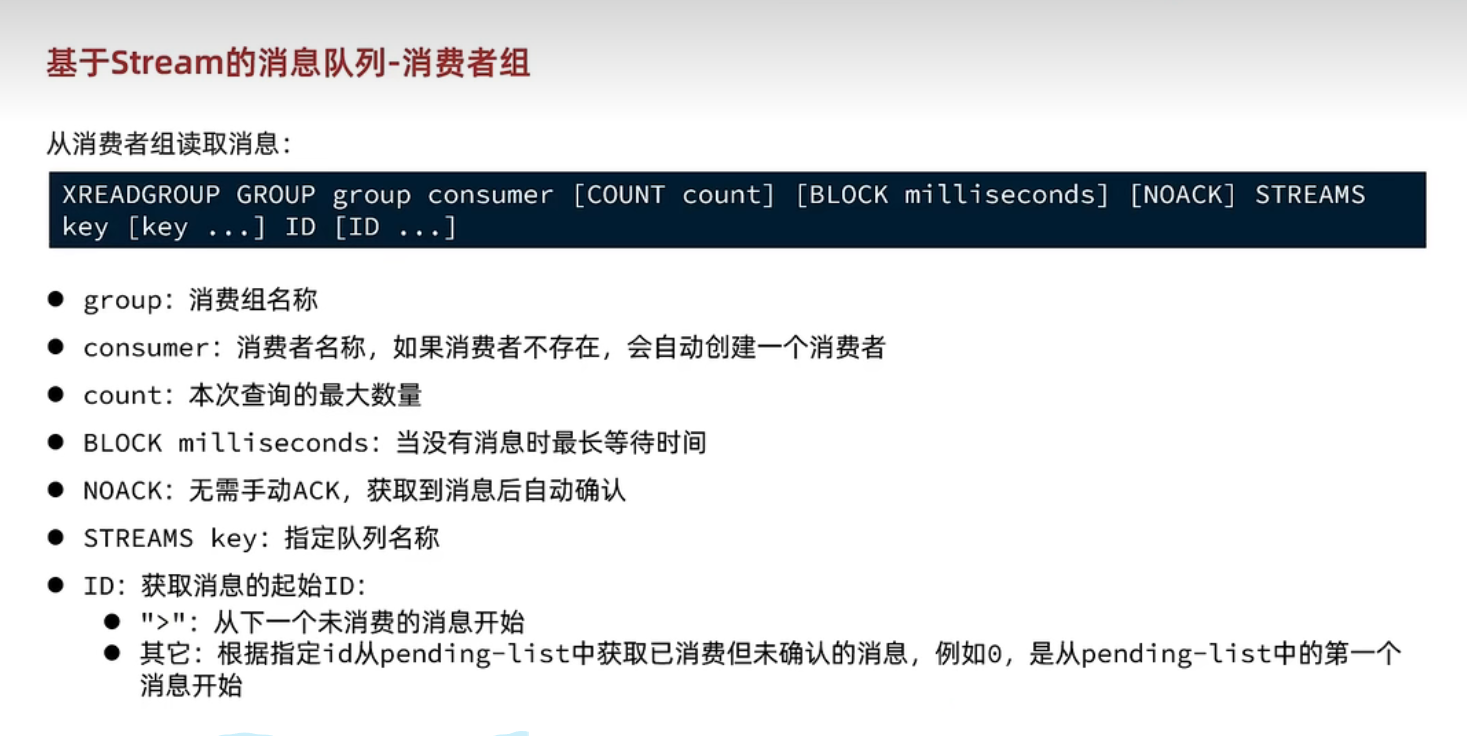 基于Stream的消息队列-消费者组
从消费者组读取消息：
XREADGROUP GROUP group consumer [COUNT count] [BLOCK milliseconds] [NOACK] STREAMS
key [key ...] ID [ID ...]
● group：消费组名称
● consumer：消费者名称，如果消费者不存在，会自动创建一个消费者
● count：本次查询的最大数量
● BLOCK milliseconds：当没有消息时最长等待时间
● NOACK：无需手动ACK，获取到消息后自动确认
● STREAMS key：指定队列名称
● ID：获取消息的起始ID：
● ">"：从下一个未消费的消息开始
● 其它：根据指定id从pending-list中获取已消费但未确认的消息，例如0，是从pending-list中的第一个
消息开始